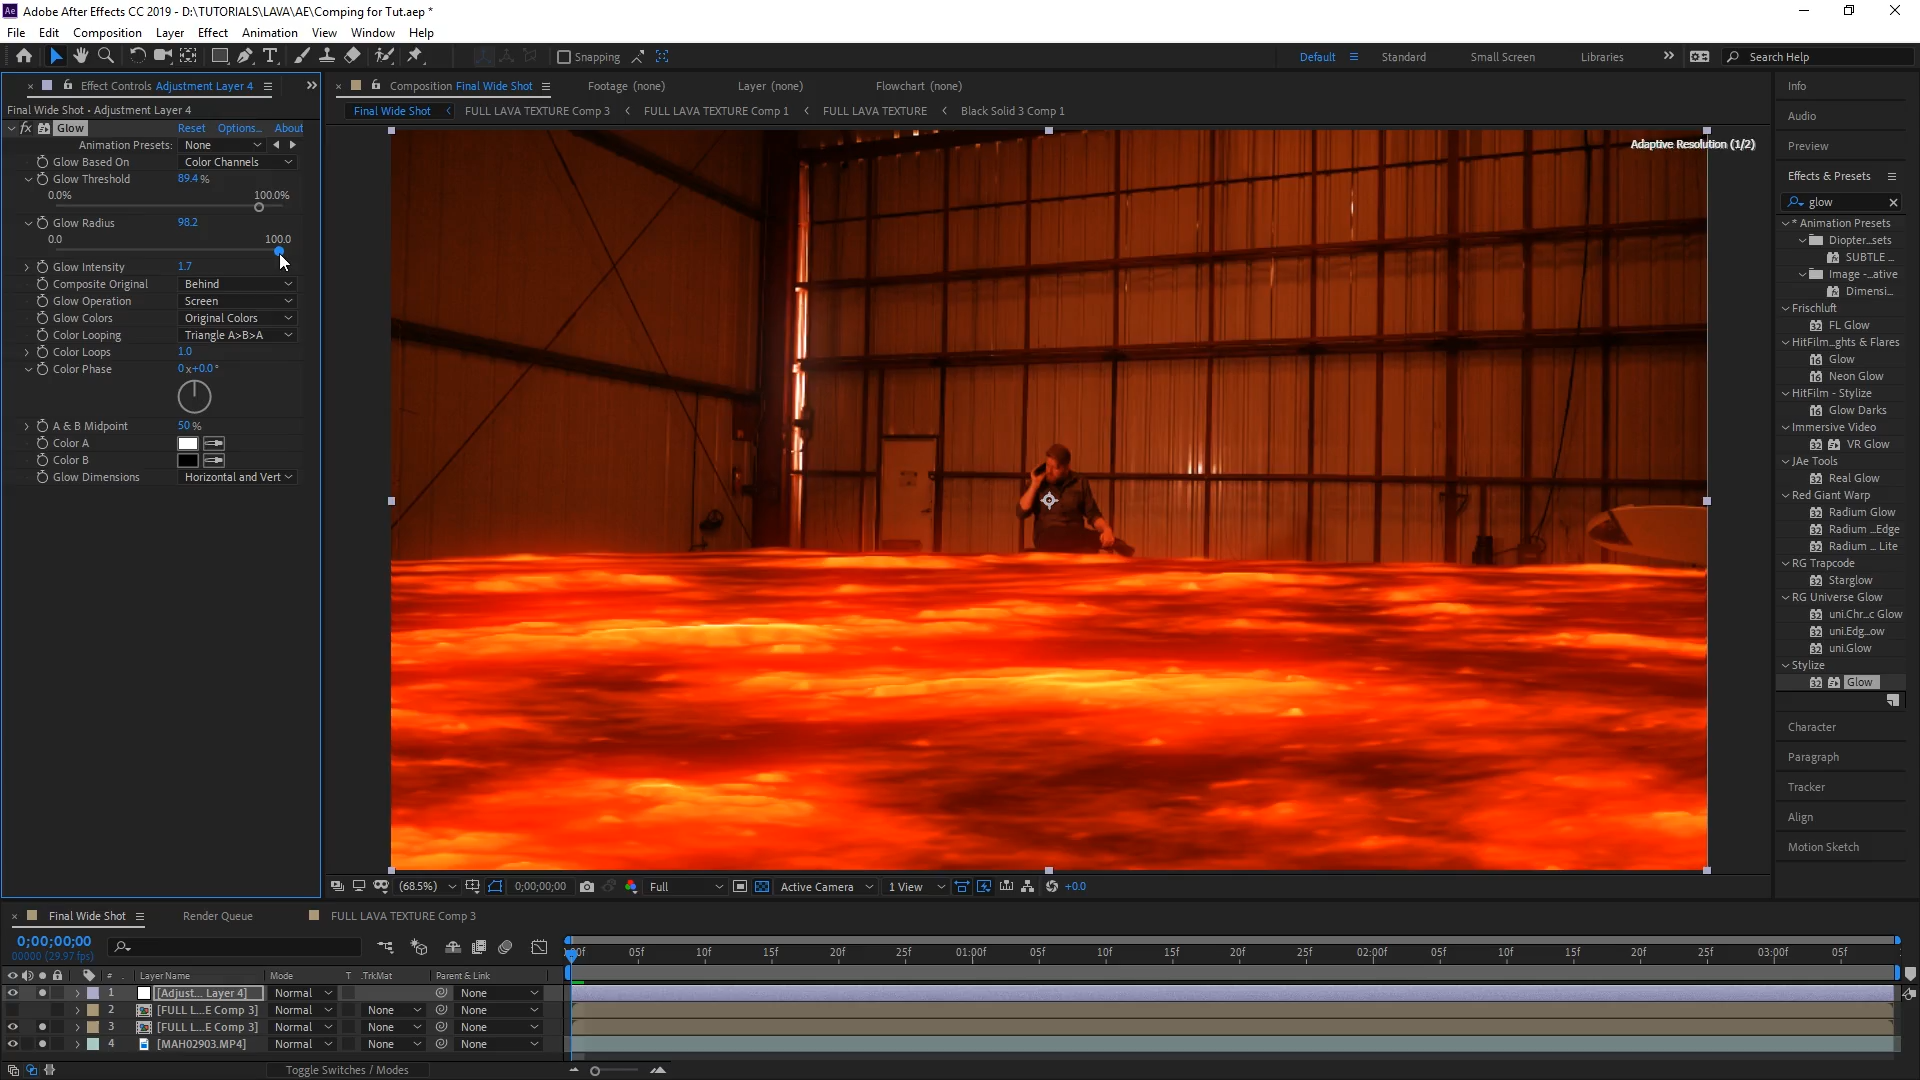 Adobe After Effects CC 2019 - D:\TUTORIALS\LAVA\AE\Comping for Tut.aep *
File Edit Composition Layer Effect Animation View Window Help
Snapping Default Standard Small Screen Libraries Search Help
Effect Controls Adjustment Layer 4
Final Wide Shot • Adjustment Layer 4
fx Glow Reset Options... About
Animation Presets: None
Glow Based On Color Channels
Glow Threshold 89.4 %
0.0% 100.0%
Glow Radius 98.2
0.0 100.0
Glow Intensity 1.7
Composite Original Behind
Glow Operation Screen
Glow Colors Original Colors
Color Looping Triangle A>B>A
Color Loops 1.0
Color Phase 0x+0.0°
A & B Midpoint 50 %
Color A
Color B
Glow Dimensions Horizontal and Vert
Composition Final Wide Shot Footage (none) Layer (none) Flowchart (none)
Final Wide Shot FULL LAVA TEXTURE Comp 3 FULL LAVA TEXTURE Comp 1 FULL LAVA TEXTURE Black Solid 3 Comp 1
Adaptive Resolution (1/2)
(68.5%) 0;00;00;00 Full Active Camera 1 View +0.0
Info
Audio
Preview
Effects & Presets
glow
* Animation Presets
Diopter...sets
SUBTLE ...
Image -...ative
Dimensi...
Frischluft
FL Glow
HitFilm...ghts & Flares
Glow
Neon Glow
HitFilm - Stylize
Glow Darks
Immersive Video
VR Glow
JAe Tools
Real Glow
Red Giant Warp
Radium Glow
Radium ...Edge
Radium ... Lite
RG Trapcode
Starglow
RG Universe Glow
uni.Chr...c Glow
uni.Edg...ow
uni.Glow
Stylize
Glow
Character
Paragraph
Tracker
Align
Motion Sketch
Final Wide Shot Render Queue FULL LAVA TEXTURE Comp 3
0;00;00;00
00000 (29.97 fps)
05f 10f 15f 20f 25f 01:00f 05f 10f 15f 20f 25f 02:00f 05f 10f 15f 20f 25f 03:00f 05f
# Layer Name Mode T .TrkMat Parent & Link
1 [Adjust... Layer 4] Normal None
2 [FULL L...E Comp 3] Normal None None
3 [FULL L...E Comp 3] Normal None None
4 [MAH02903.MP4] Normal None None
Toggle Switches / Modes